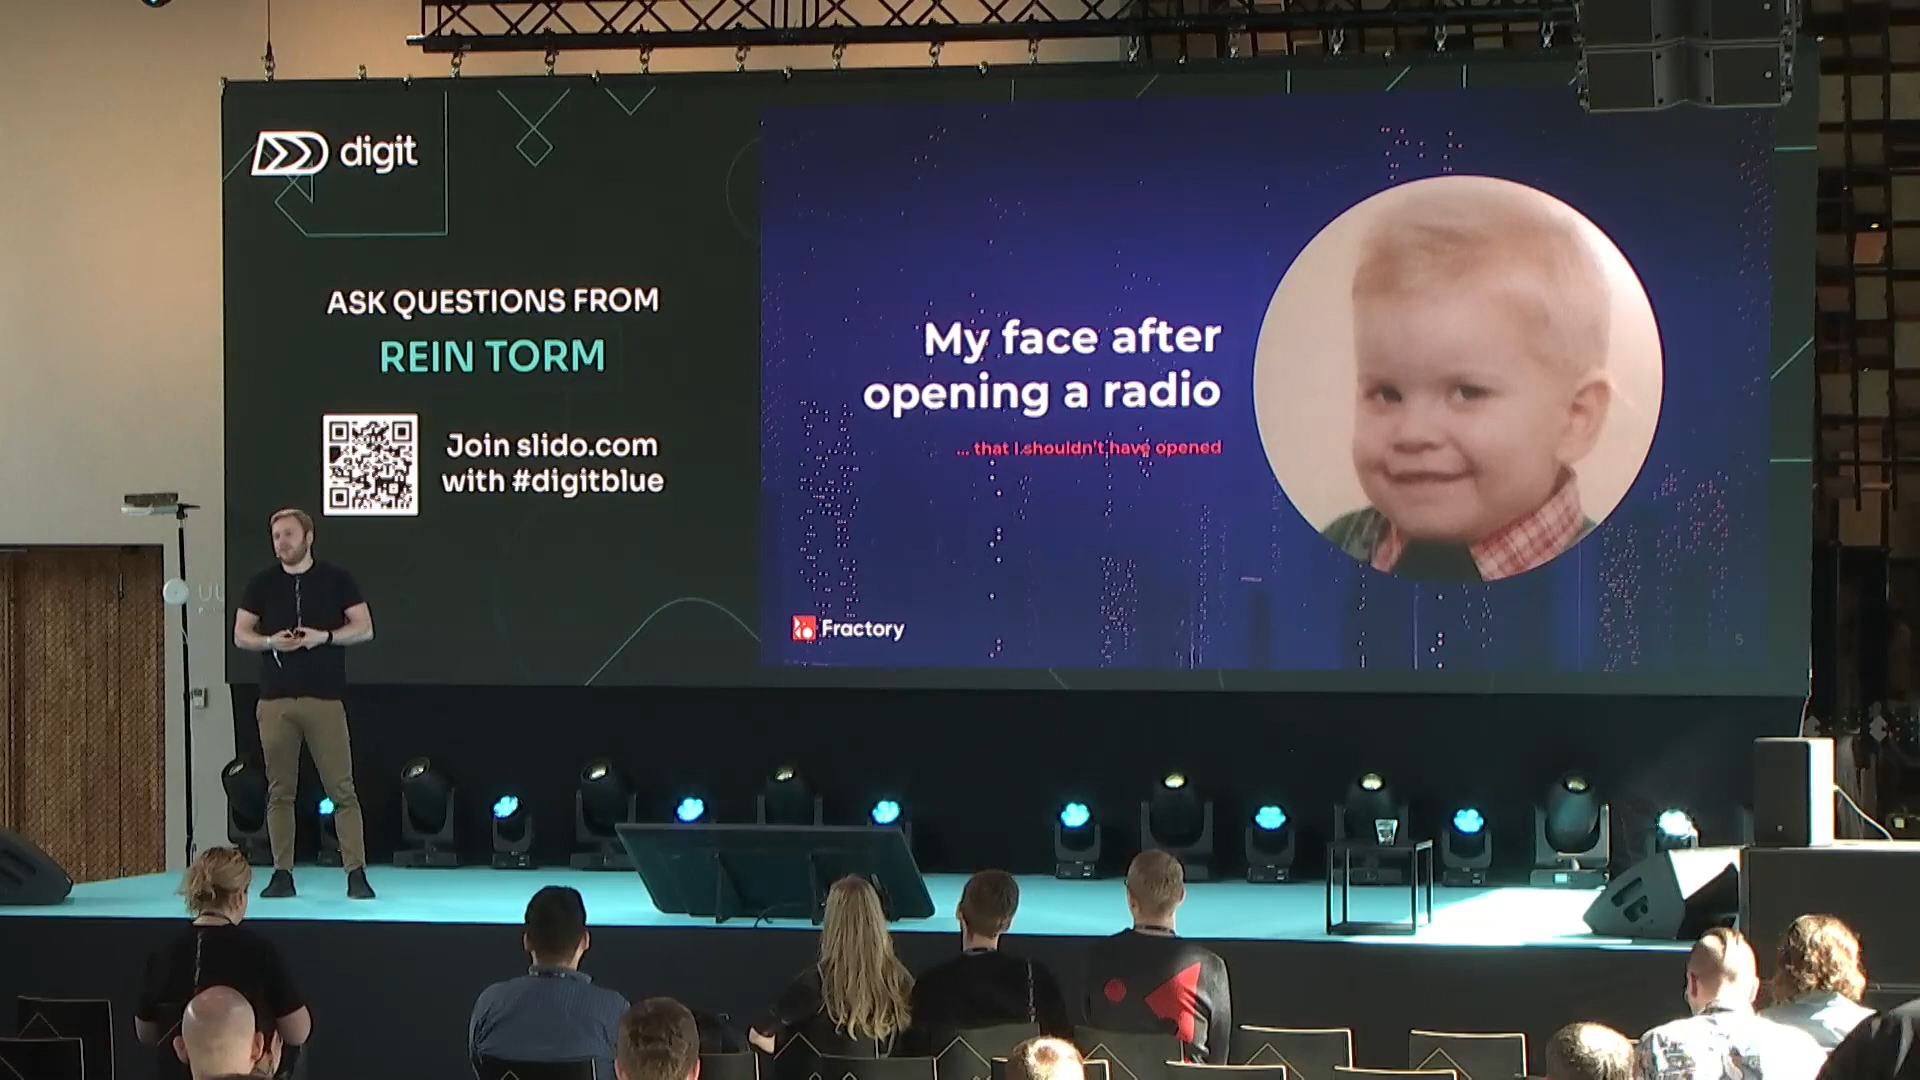 digit
ASK QUESTIONS FROM
REIN TORM
Join slido.com
with #digitblue
My face after
opening a radio
... that I shouldn't have opened
Fractory
5